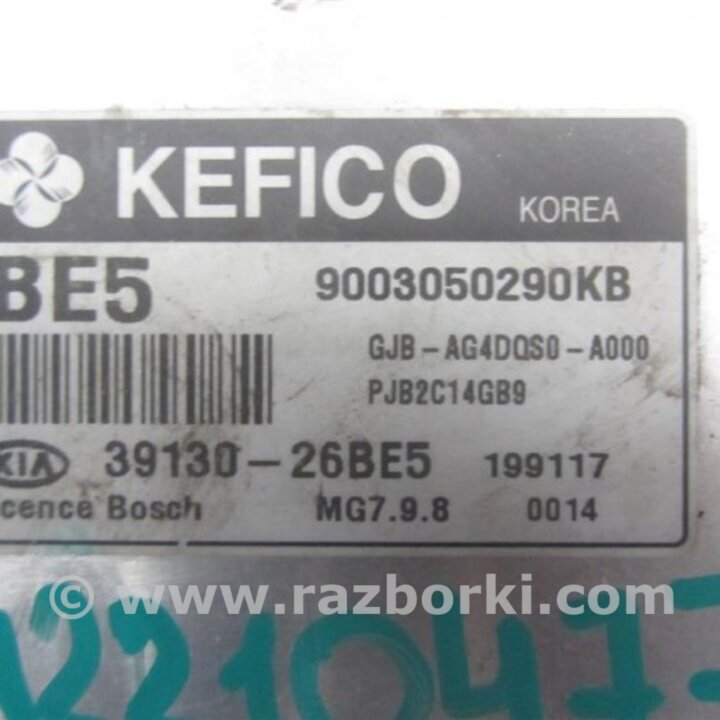 KEFICO KOREA
BE5 9003050290KB
GJB-AG4DQS0-A000
PJB2C14GB9
KIA 39130-26BE5 199117
cence Bosch MG7.9.8 0014
© www.razborki.com